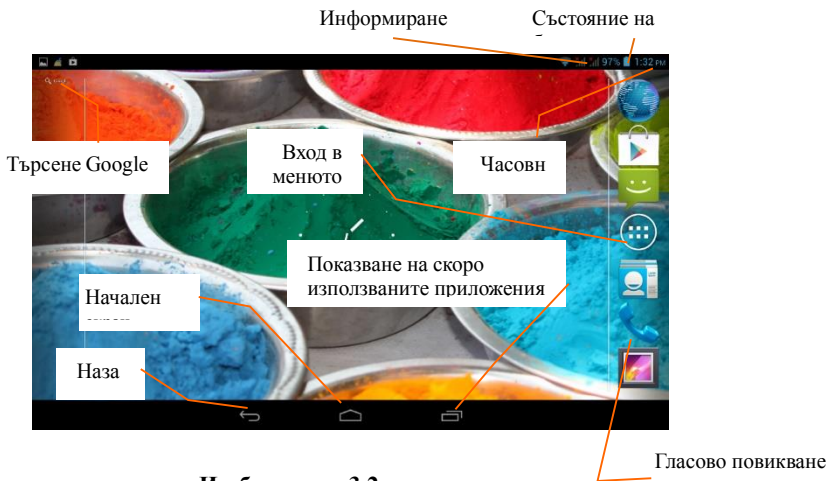 Информиране
Състояние на
97% 1:32 PM
Търсене Google
Вход в
менюто
Часовн
Показване на скоро
използваните приложения
Начален
Наза
Гласово повикване